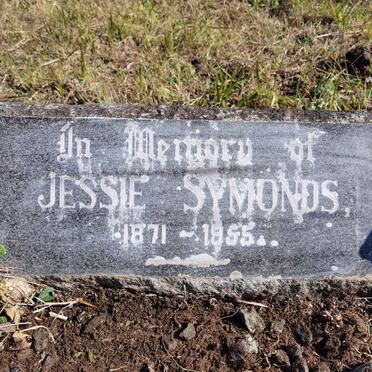 In Memory of
JESSIE SYMONDS,
1871 - 1955.